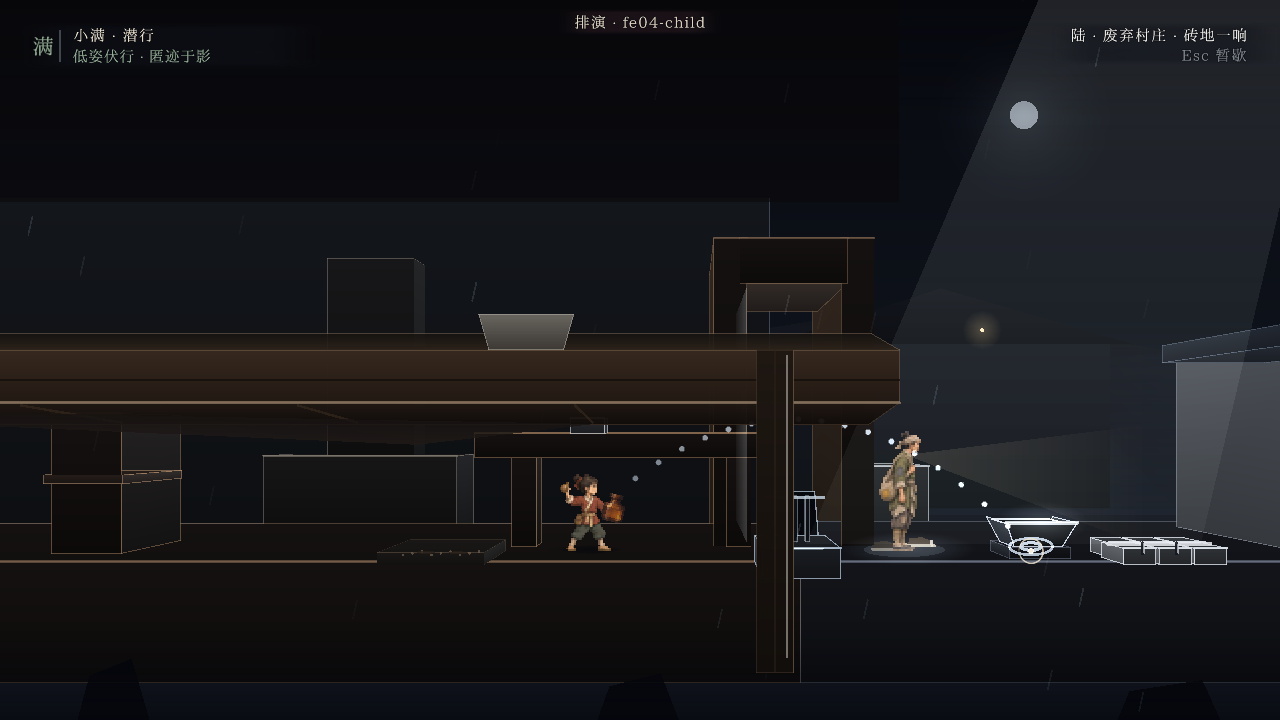 满
小满 · 潜行
低姿伏行 · 匿迹于影
排演 · fe04-child
陆 · 废弃村庄 · 砖地一响
Esc 暂歇